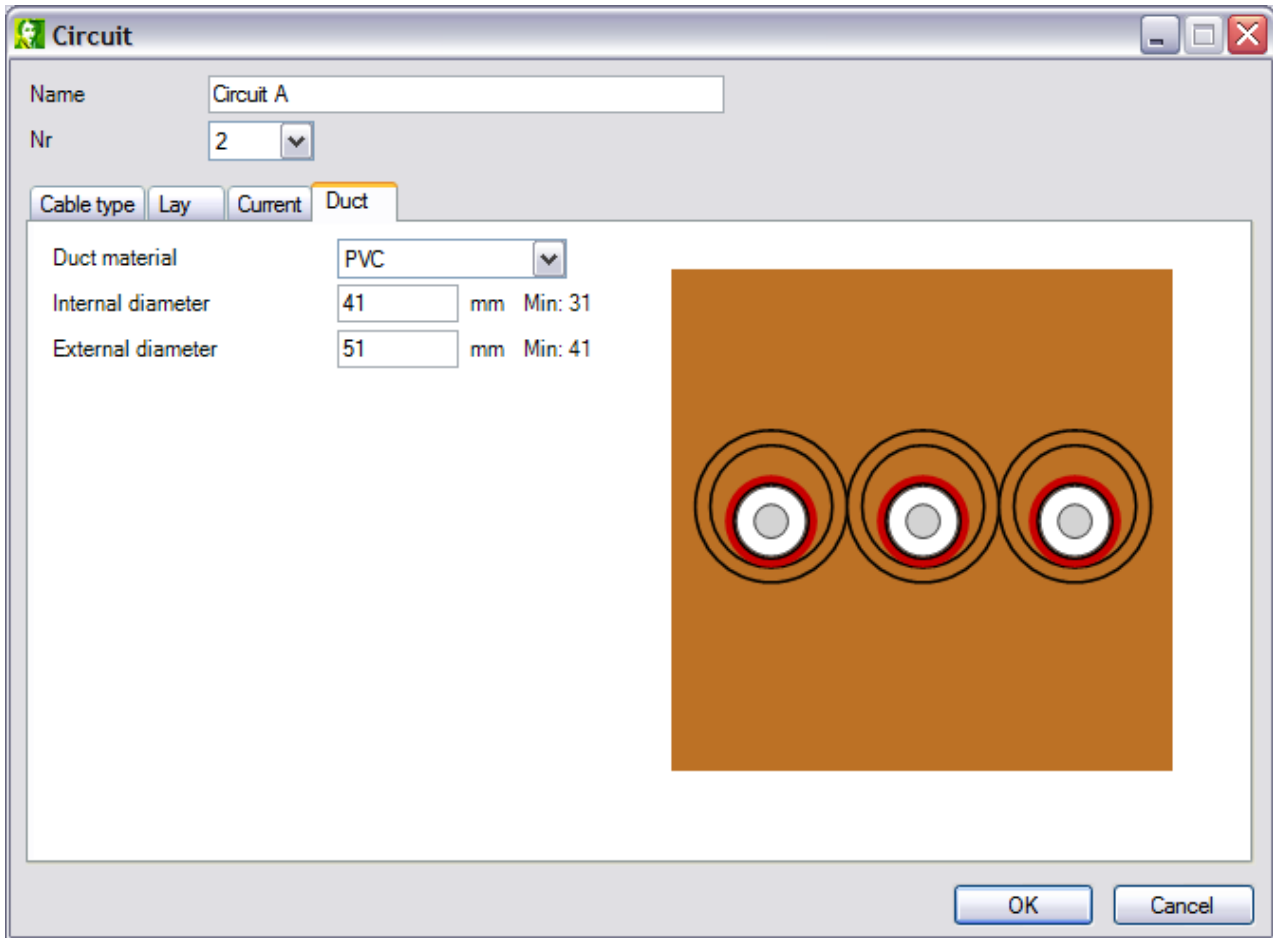 Circuit
Name Circuit A
Nr 2
Cable type Lay Current Duct
Duct material PVC
Internal diameter 41 mm Min: 31
External diameter 51 mm Min: 41
OK Cancel